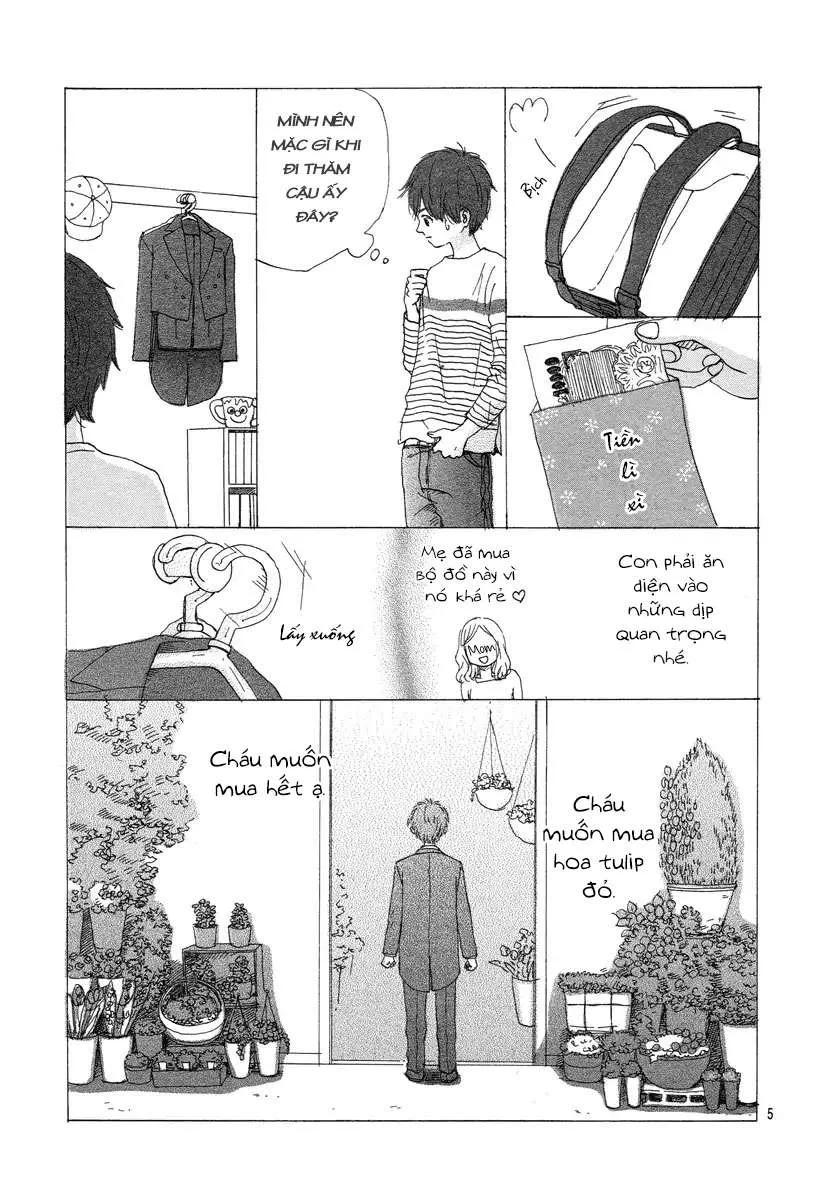 Bịch
MÌNH NÊN
MẶC GÌ KHI
ĐI THĂM
CẬU ẤY
ĐÂY?
Tiền
lì
xì
Con phải ăn
diện vào
những dịp
quan trọng
nhé.
Mẹ đã mua
bộ đồ này vì
nó khá rẻ ♡
Mom
Lấy xuống
Cháu
muốn mua
hoa tulip
đỏ.
Cháu muốn
mua hết ạ.
5